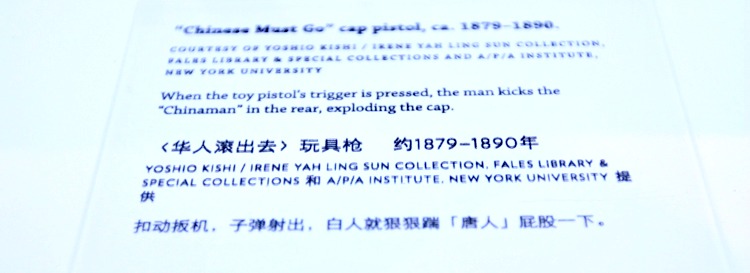 "Chinese Must Go" cap pistol, ca. 1879–1890.
COURTESY OF YOSHIO KISHI / IRENE YAH LING SUN COLLECTION,
FALES LIBRARY & SPECIAL COLLECTIONS AND A/P/A INSTITUTE,
NEW YORK UNIVERSITY
When the toy pistol's trigger is pressed, the man kicks the
"Chinaman" in the rear, exploding the cap.
〈华人滚出去〉玩具枪 约1879–1890年
YOSHIO KISHI / IRENE YAH LING SUN COLLECTION, FALES LIBRARY &
SPECIAL COLLECTIONS 和 A/P/A INSTITUTE, NEW YORK UNIVERSITY 提
供
扣动扳机，子弹射出，白人就狠狠踹「唐人」屁股一下。